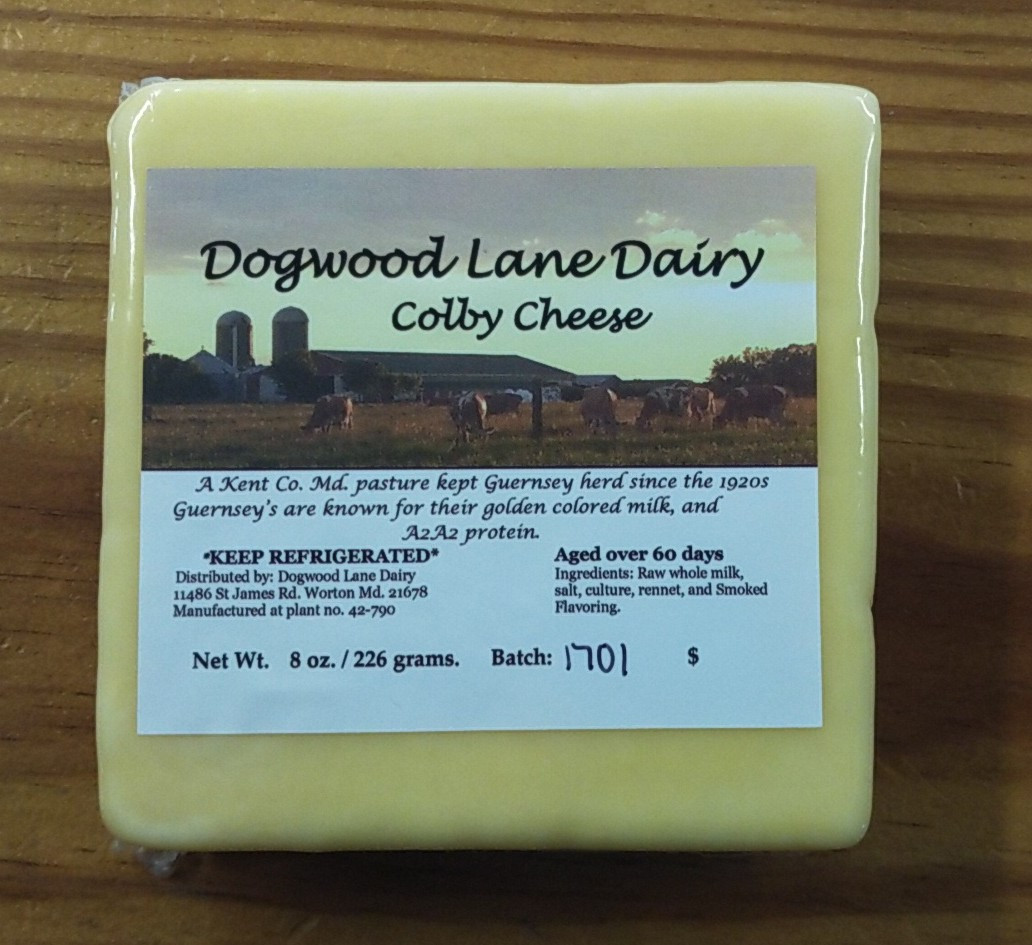 Dogwood Lane Dairy
Colby Cheese
A Kent Co. Md. pasture kept Guernsey herd since the 1920s
Guernsey's are known for their golden colored milk, and
A2A2 protein.
*KEEP REFRIGERATED*
Distributed by: Dogwood Lane Dairy
11486 St James Rd. Worton Md. 21678
Manufactured at plant no. 42-790
Aged over 60 days
Ingredients: Raw whole milk,
salt, culture, rennet, and Smoked
Flavoring.
Net Wt. 8 oz. / 226 grams. Batch: 1701 $